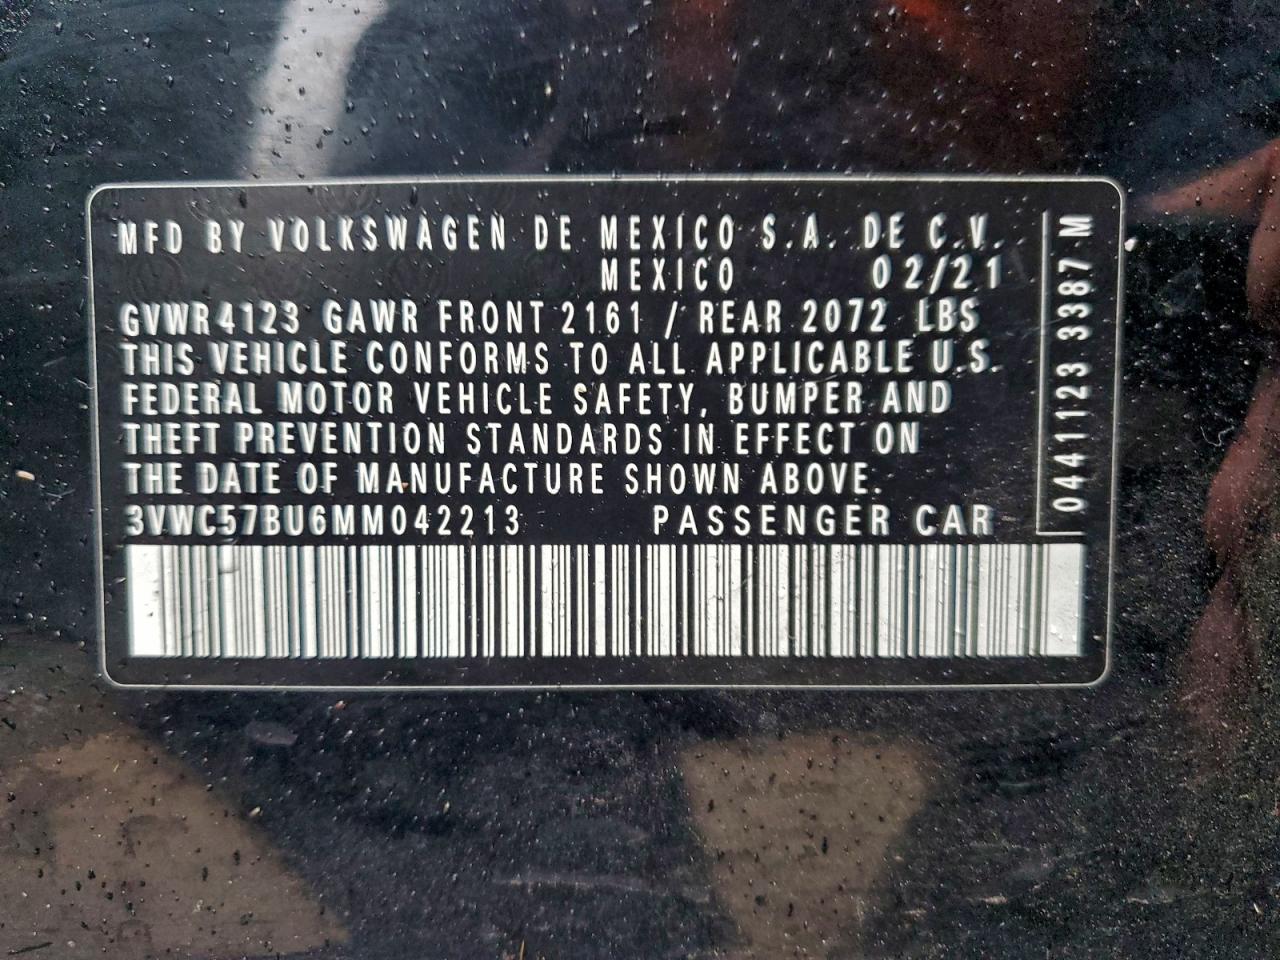 MFD BY VOLKSWAGEN DE MEXICO S.A. DE C.V.
MEXICO 02/21
GVWR 4123 GAWR FRONT 2161 / REAR 2072 LBS
THIS VEHICLE CONFORMS TO ALL APPLICABLE U.S.
FEDERAL MOTOR VEHICLE SAFETY, BUMPER AND
THEFT PREVENTION STANDARDS IN EFFECT ON
THE DATE OF MANUFACTURE SHOWN ABOVE.
3VWC57BU6MM042213 PASSENGER CAR
0441123 3387 M